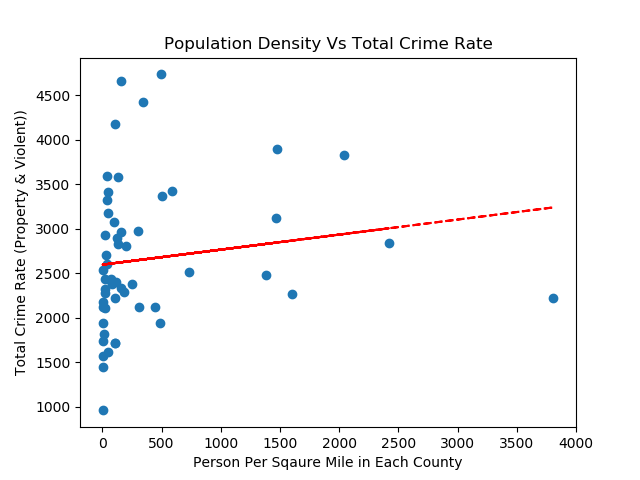 Population Density Vs Total Crime Rate
Total Crime Rate (Property & Violent))
4500
4000
3500
3000
2500
2000
1500
1000
0 500 1000 1500 2000 2500 3000 3500 4000
Person Per Sqaure Mile in Each County